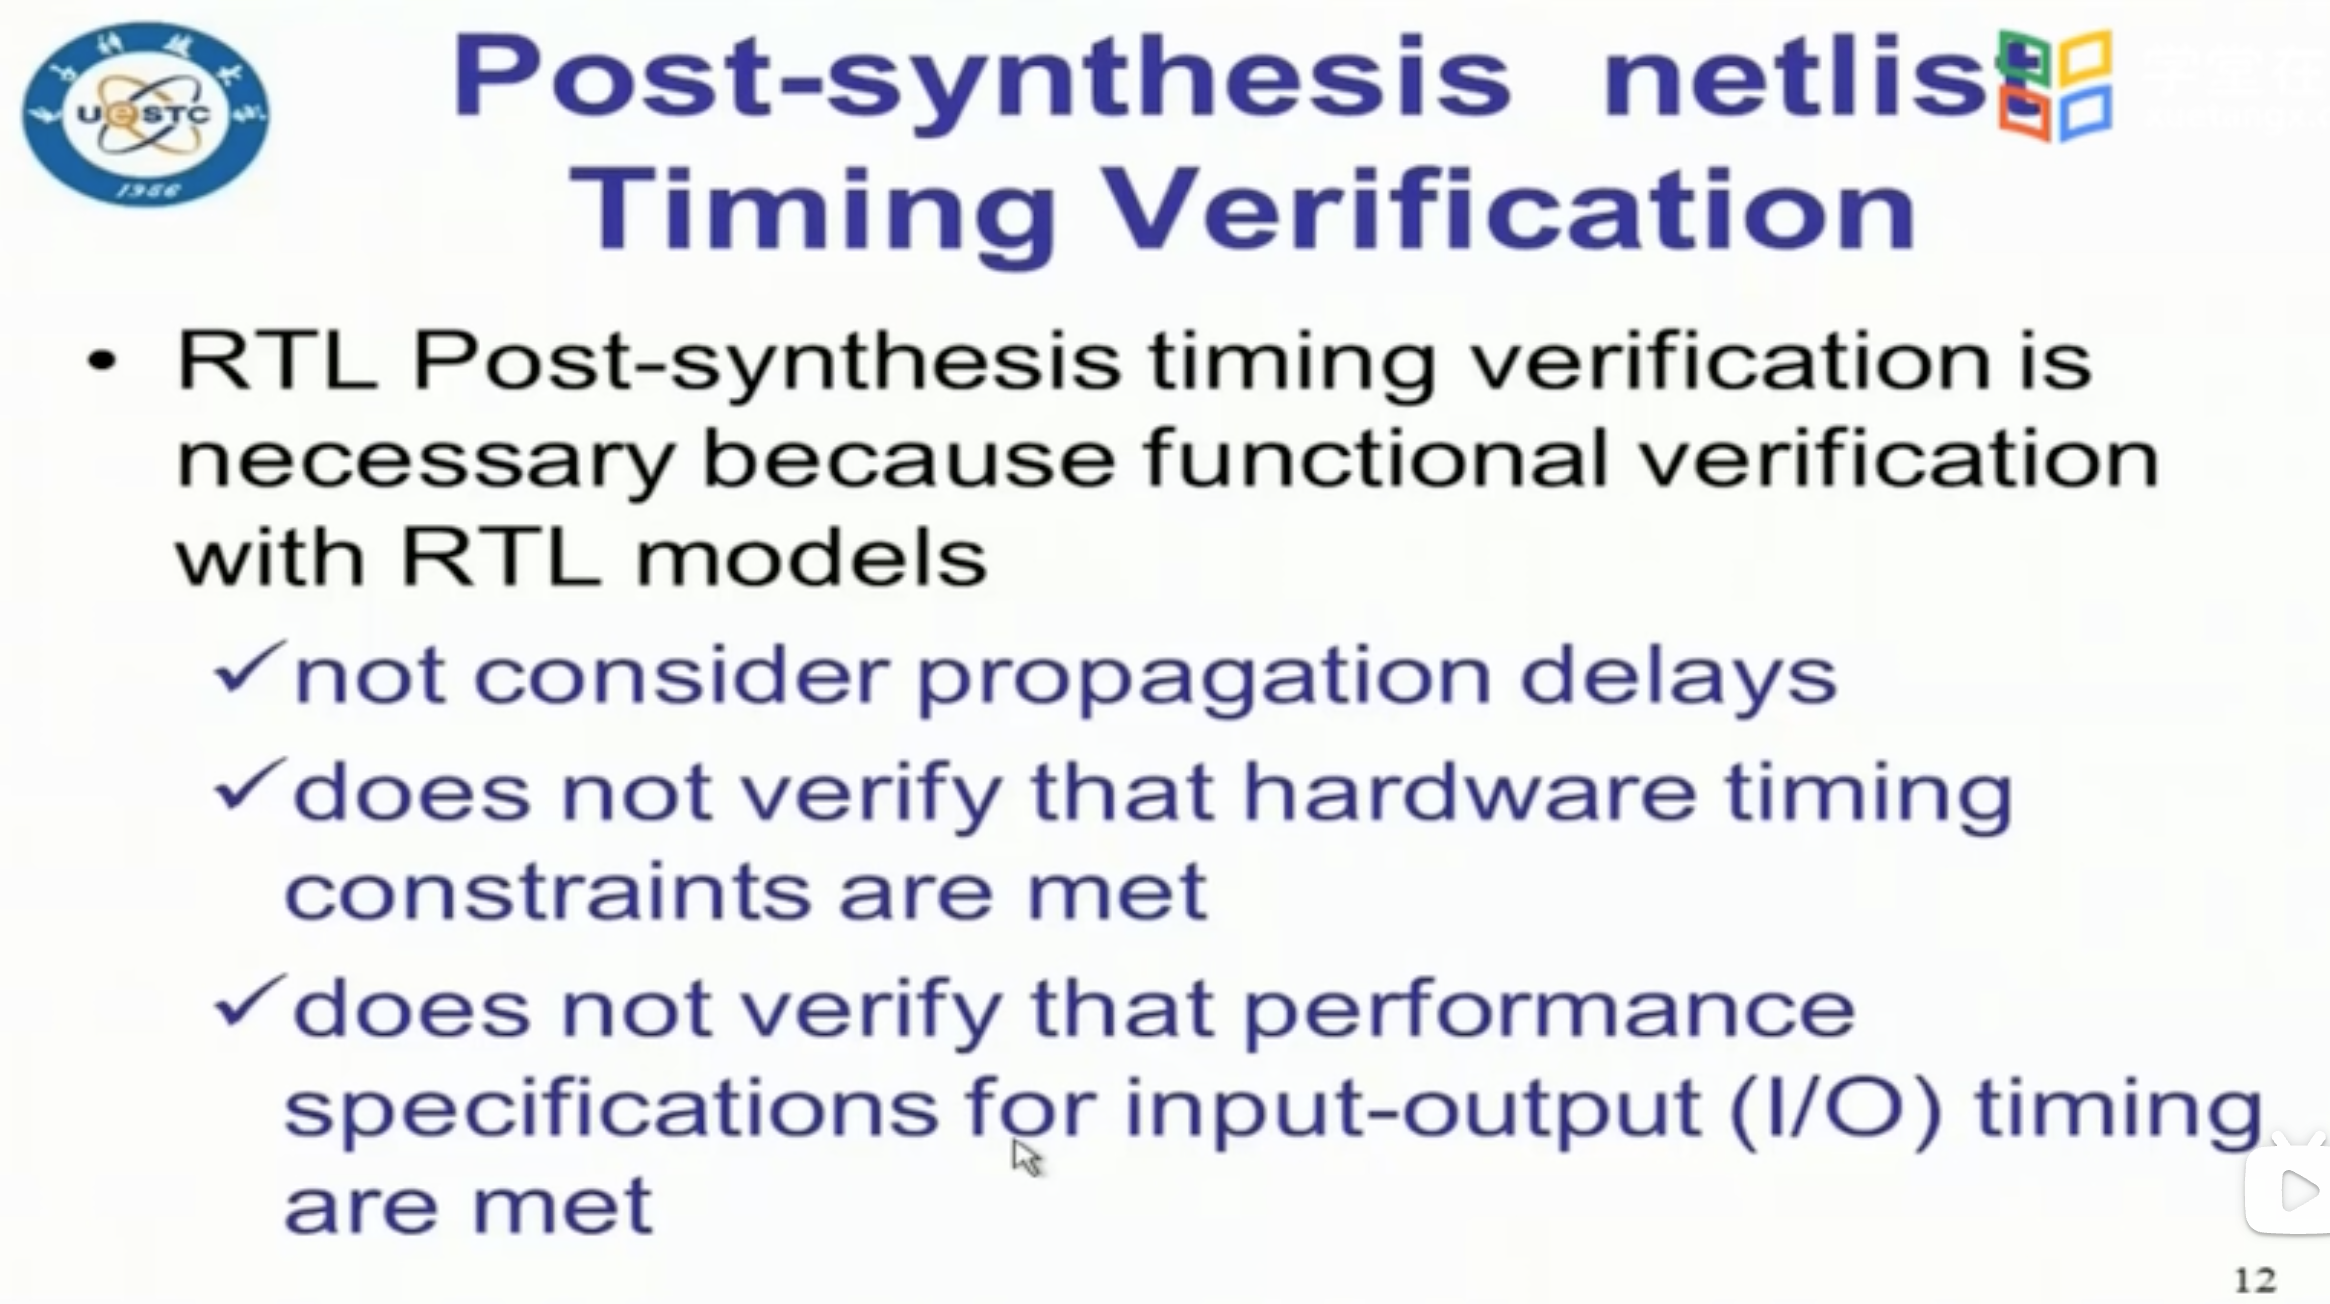 UESTC
1956
Post-synthesis netlist
Timing Verification
• RTL Post-synthesis timing verification is
necessary because functional verification
with RTL models
✓not consider propagation delays
✓does not verify that hardware timing
constraints are met
✓does not verify that performance
specifications for input-output (I/O) timing
are met
12